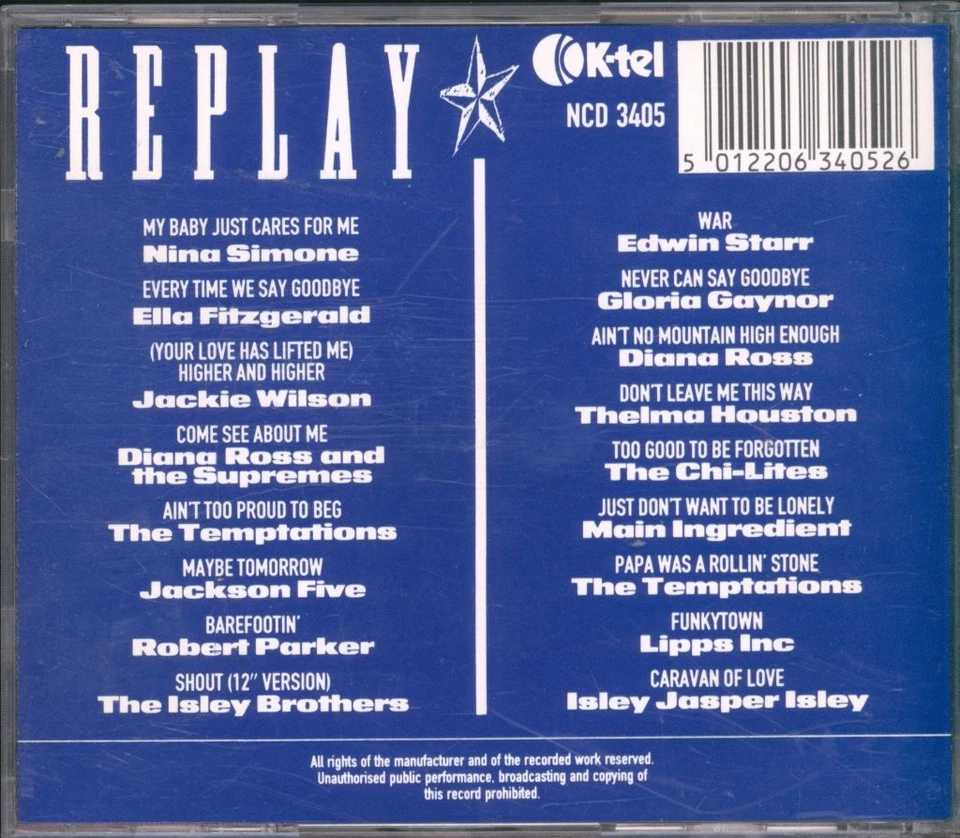 REPLAY
K-tel
NCD 3405
5 012206 340526
MY BABY JUST CARES FOR ME
Nina Simone
EVERY TIME WE SAY GOODBYE
Ella Fitzgerald
(YOUR LOVE HAS LIFTED ME)
HIGHER AND HIGHER
Jackie Wilson
COME SEE ABOUT ME
Diana Ross and
the Supremes
AIN'T TOO PROUD TO BEG
The Temptations
MAYBE TOMORROW
Jackson Five
BAREFOOTIN'
Robert Parker
SHOUT (12" VERSION)
The Isley Brothers
WAR
Edwin Starr
NEVER CAN SAY GOODBYE
Gloria Gaynor
AIN'T NO MOUNTAIN HIGH ENOUGH
Diana Ross
DON'T LEAVE ME THIS WAY
Thelma Houston
TOO GOOD TO BE FORGOTTEN
The Chi-Lites
JUST DON'T WANT TO BE LONELY
Main Ingredient
PAPA WAS A ROLLIN' STONE
The Temptations
FUNKYTOWN
Lipps Inc
CARAVAN OF LOVE
Isley Jasper Isley
All rights of the manufacturer and of the recorded work reserved.
Unauthorised public performance, broadcasting and copying of
this record prohibited.